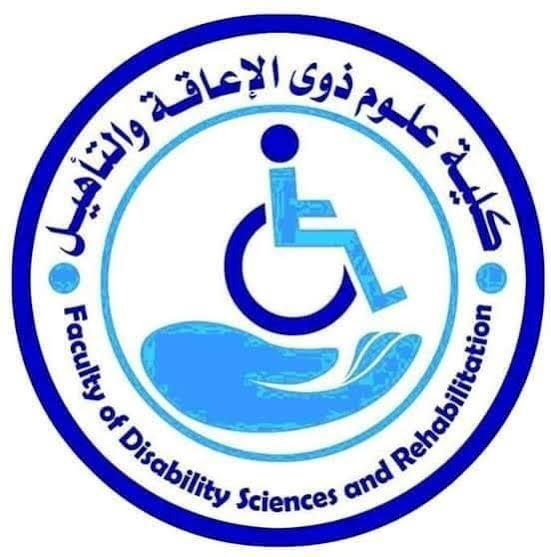 كلية علوم ذوى الإعاقة والتأهيل
Faculty of Disability Sciences and Rehabilitation